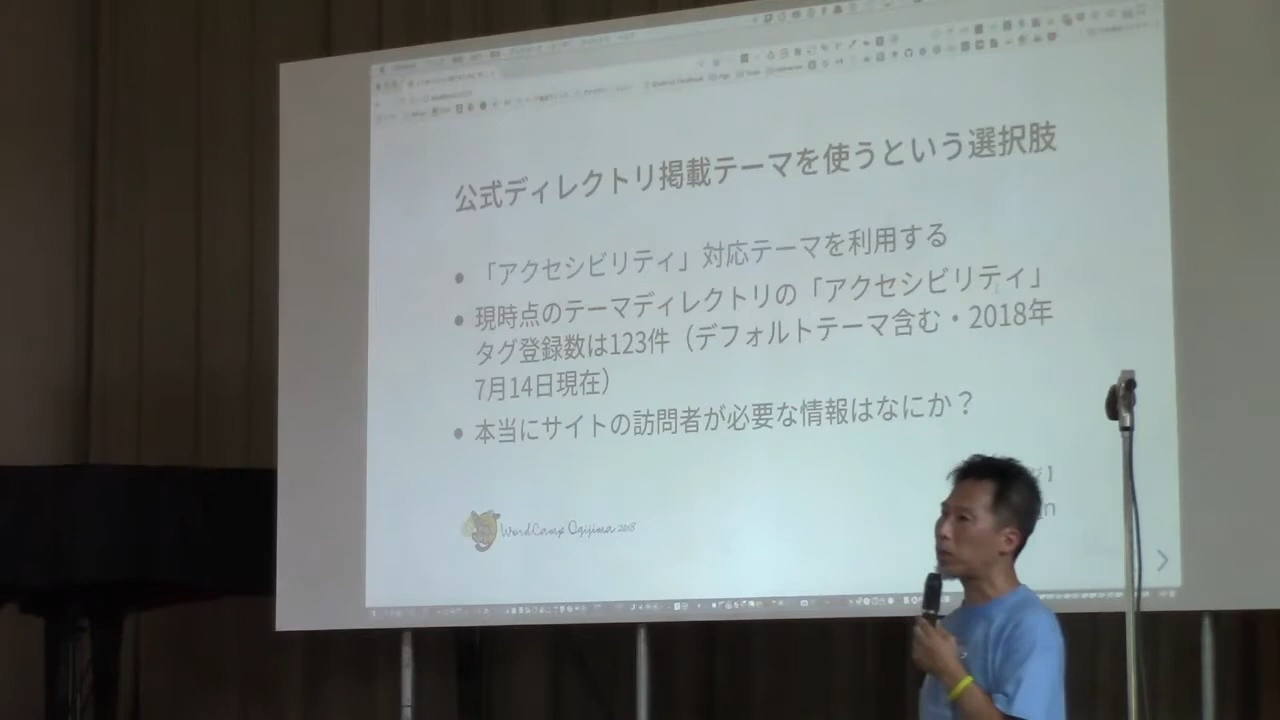 公式ディレクトリ掲載テーマを使うという選択肢
• 「アクセシビリティ」対応テーマを利用する
• 現時点のテーマディレクトリの「アクセシビリティ」
タグ登録数は123件（デフォルトテーマ含む・2018年
7月14日現在）
• 本当にサイトの訪問者が必要な情報はなにか？
WordCamp Ogijima 2018